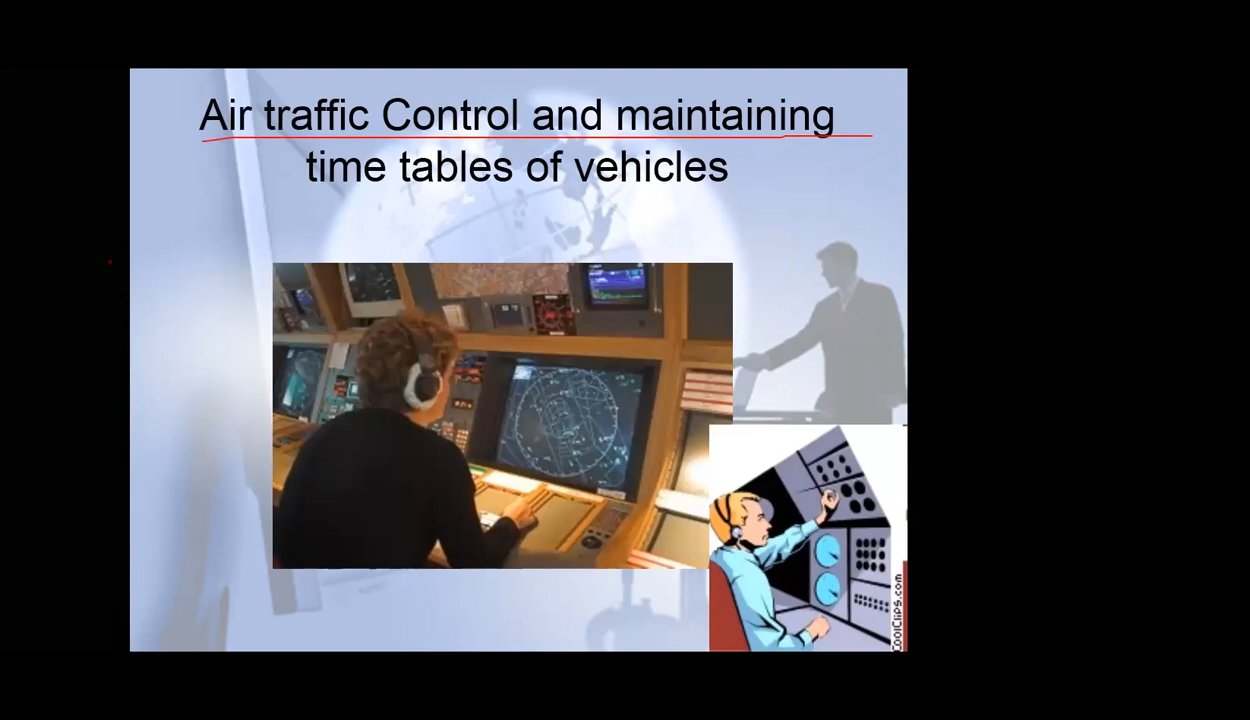 Air traffic Control and maintaining
time tables of vehicles
CoolClips.com